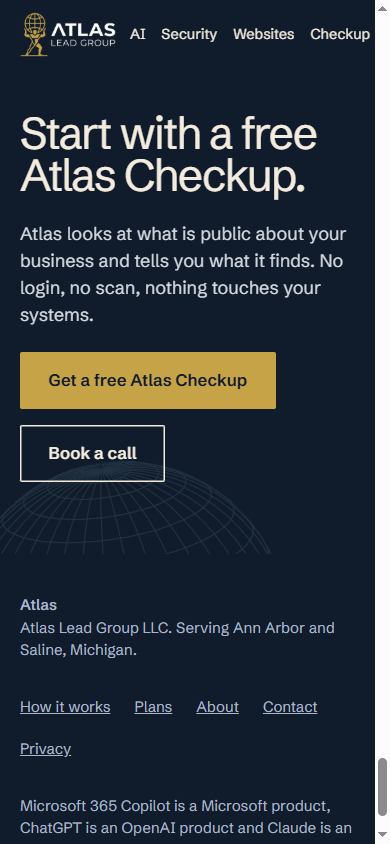 ATLAS
LEAD GROUP
AI Security Websites Checkup
Start with a free
Atlas Checkup.
Atlas looks at what is public about your
business and tells you what it finds. No
login, no scan, nothing touches your
systems.
Get a free Atlas Checkup
Book a call
Atlas
Atlas Lead Group LLC. Serving Ann Arbor and
Saline, Michigan.
How it works Plans About Contact
Privacy
Microsoft 365 Copilot is a Microsoft product,
ChatGPT is an OpenAI product and Claude is an